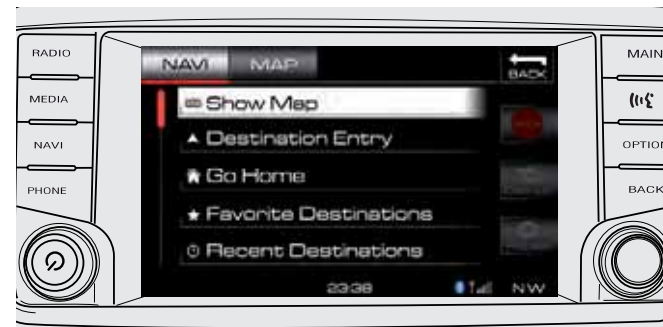 RADIO
MEDIA
NAVI
PHONE
NAVI MAP
BACK
Show Map
Destination Entry
Go Home
Favorite Destinations
Recent Destinations
23:38 NW
MAIN
OPTION
BACK